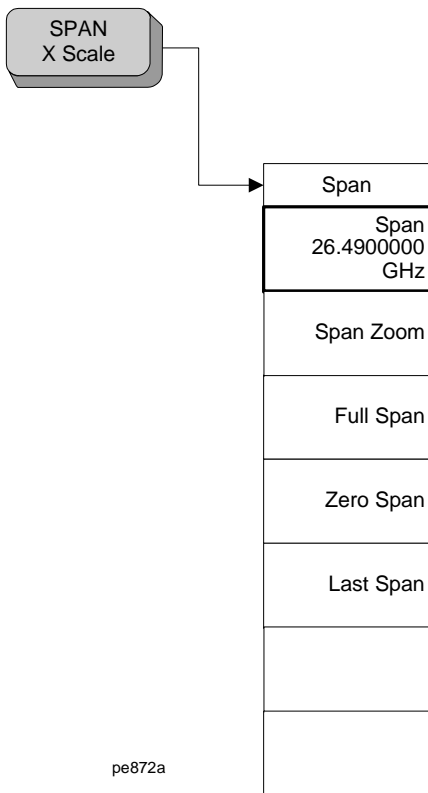 SPAN
X Scale
Span
Span
26.4900000
GHz
Span Zoom
Full Span
Zero Span
Last Span
pe872a